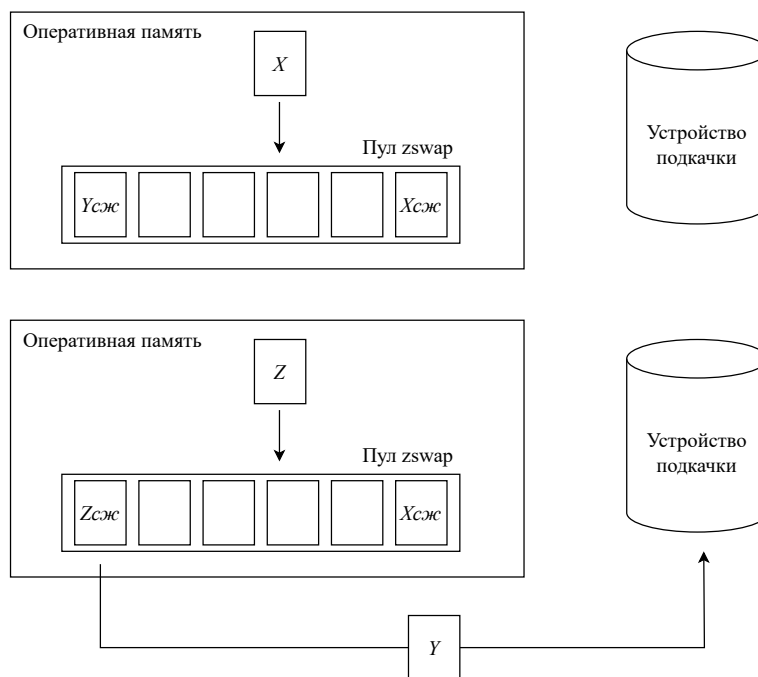 Оперативная память
X
Пул zswap
Yсж
Xсж
Устройство
подкачки
Оперативная память
Z
Пул zswap
Zсж
Xсж
Устройство
подкачки
Y